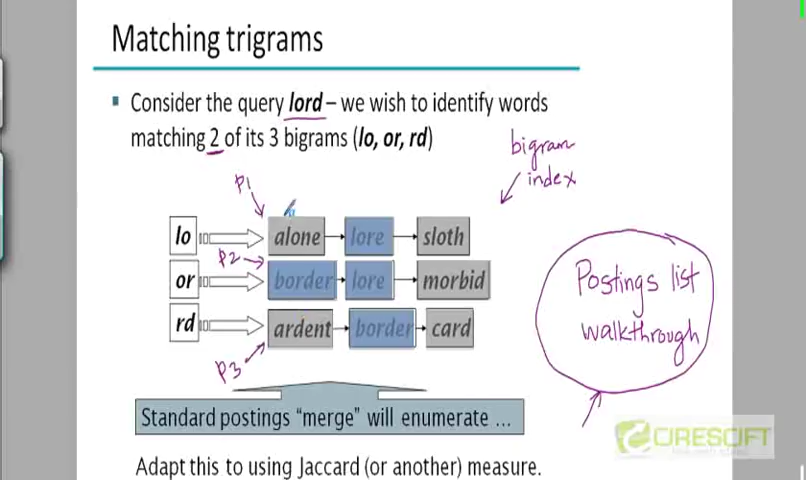 Matching trigrams
Consider the query lord – we wish to identify words
matching 2 of its 3 bigrams (lo, or, rd)
bigram
index
P1
lo alone lore sloth
P2
or border lore morbid
rd ardent border card
P3
Postings list
walkthrough
Standard postings "merge" will enumerate ...
Adapt this to using Jaccard (or another) measure.